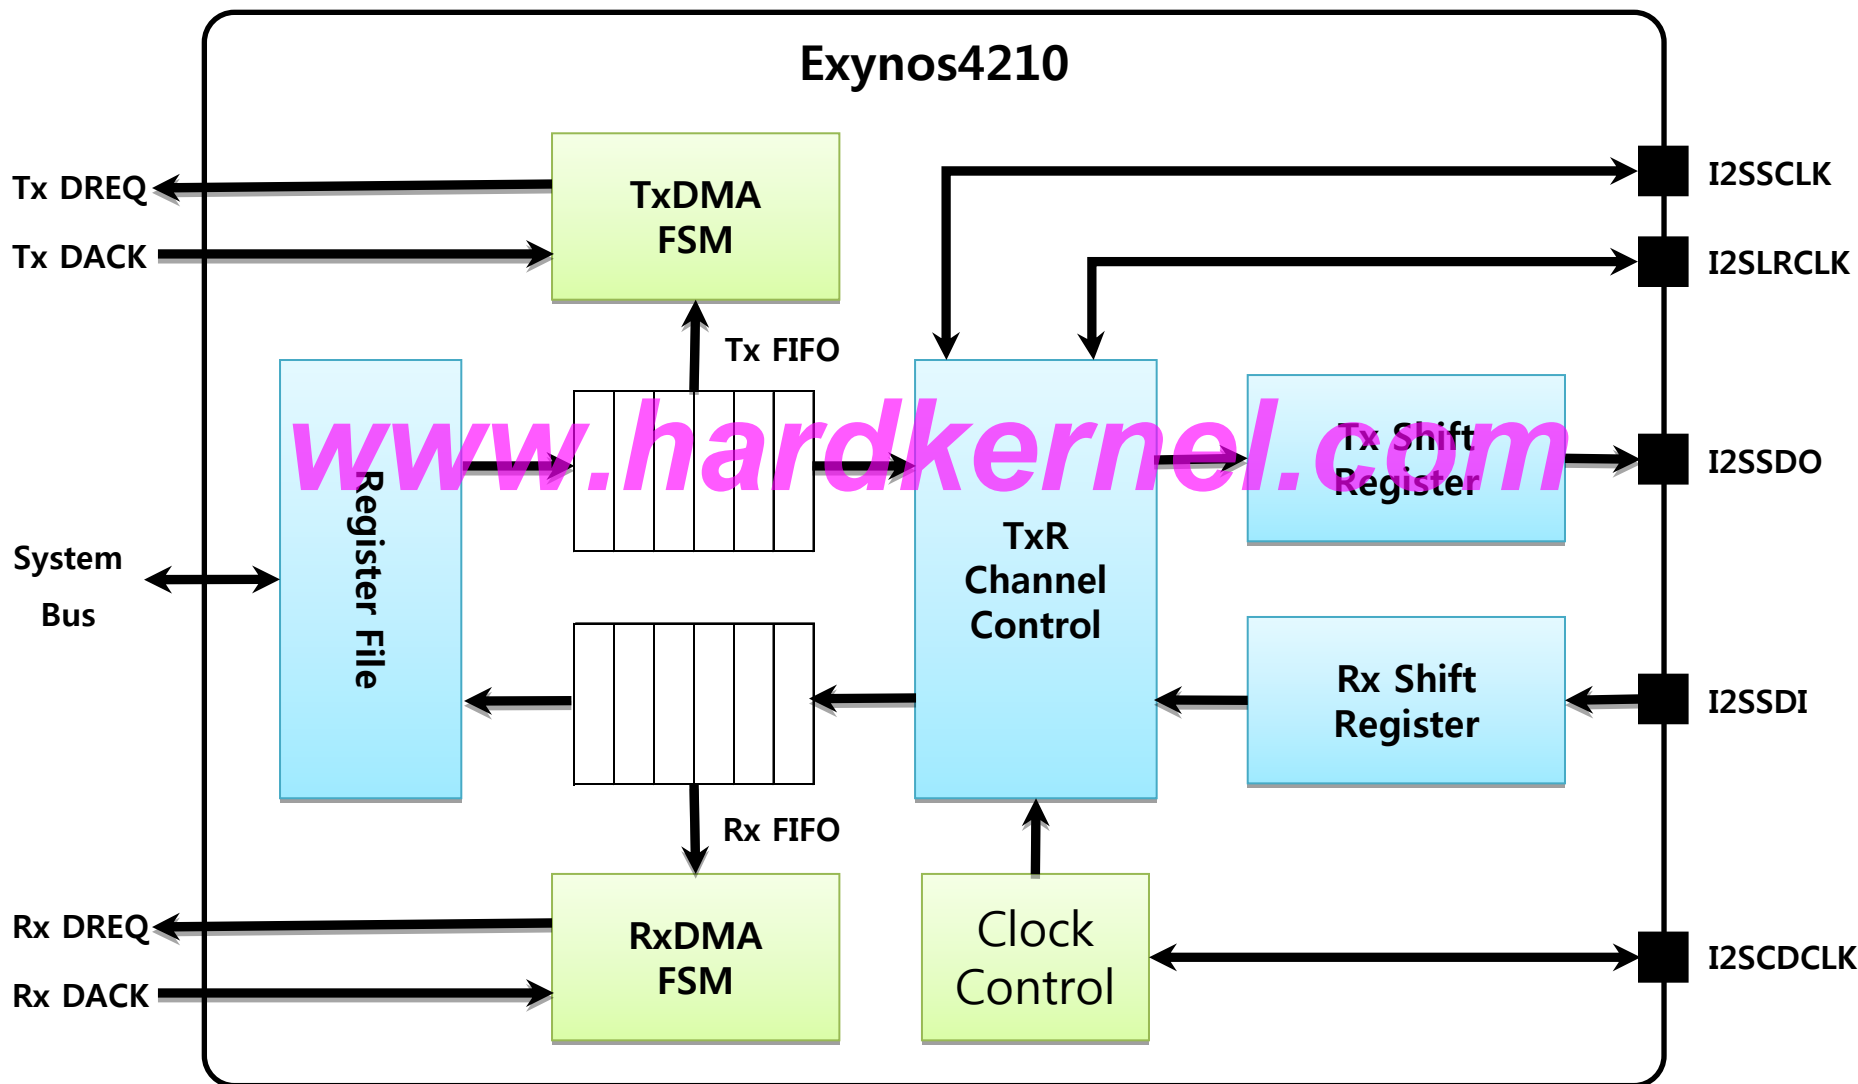 Exynos4210
Tx DREQ
Tx DACK
TxDMA
FSM
I2SSCLK
I2SLRCLK
Tx FIFO
www.hardkernel.com
Register File
TxR
Channel
Control
Tx Shift
Register
I2SSDO
System
Bus
Rx Shift
Register
I2SSDI
Rx FIFO
Rx DREQ
Rx DACK
RxDMA
FSM
Clock
Control
I2SCDCLK